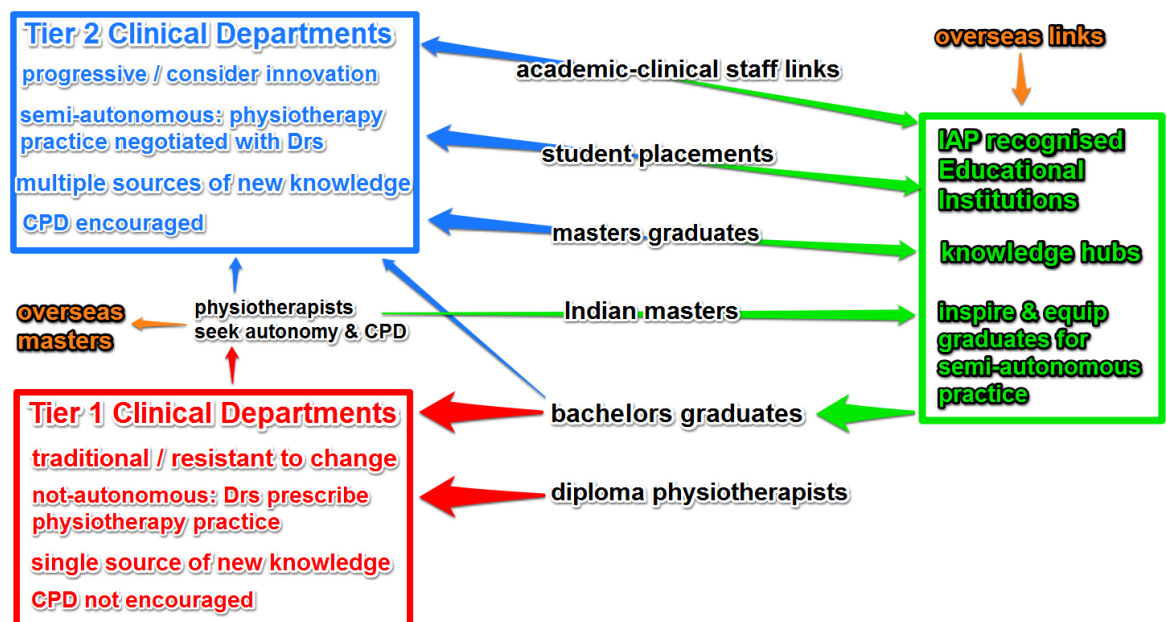 Tier 2 Clinical Departments
progressive / consider innovation
semi-autonomous: physiotherapy
practice negotiated with Drs
multiple sources of new knowledge
CPD encouraged
academic-clinical staff links
student placements
masters graduates
overseas links
IAP recognised
Educational
Institutions
knowledge hubs
inspire & equip
graduates for
semi-autonomous
practice
overseas
masters
physiotherapists
seek autonomy & CPD
Indian masters
Tier 1 Clinical Departments
traditional / resistant to change
not-autonomous: Drs prescribe
physiotherapy practice
single source of new knowledge
CPD not encouraged
bachelors graduates
diploma physiotherapists